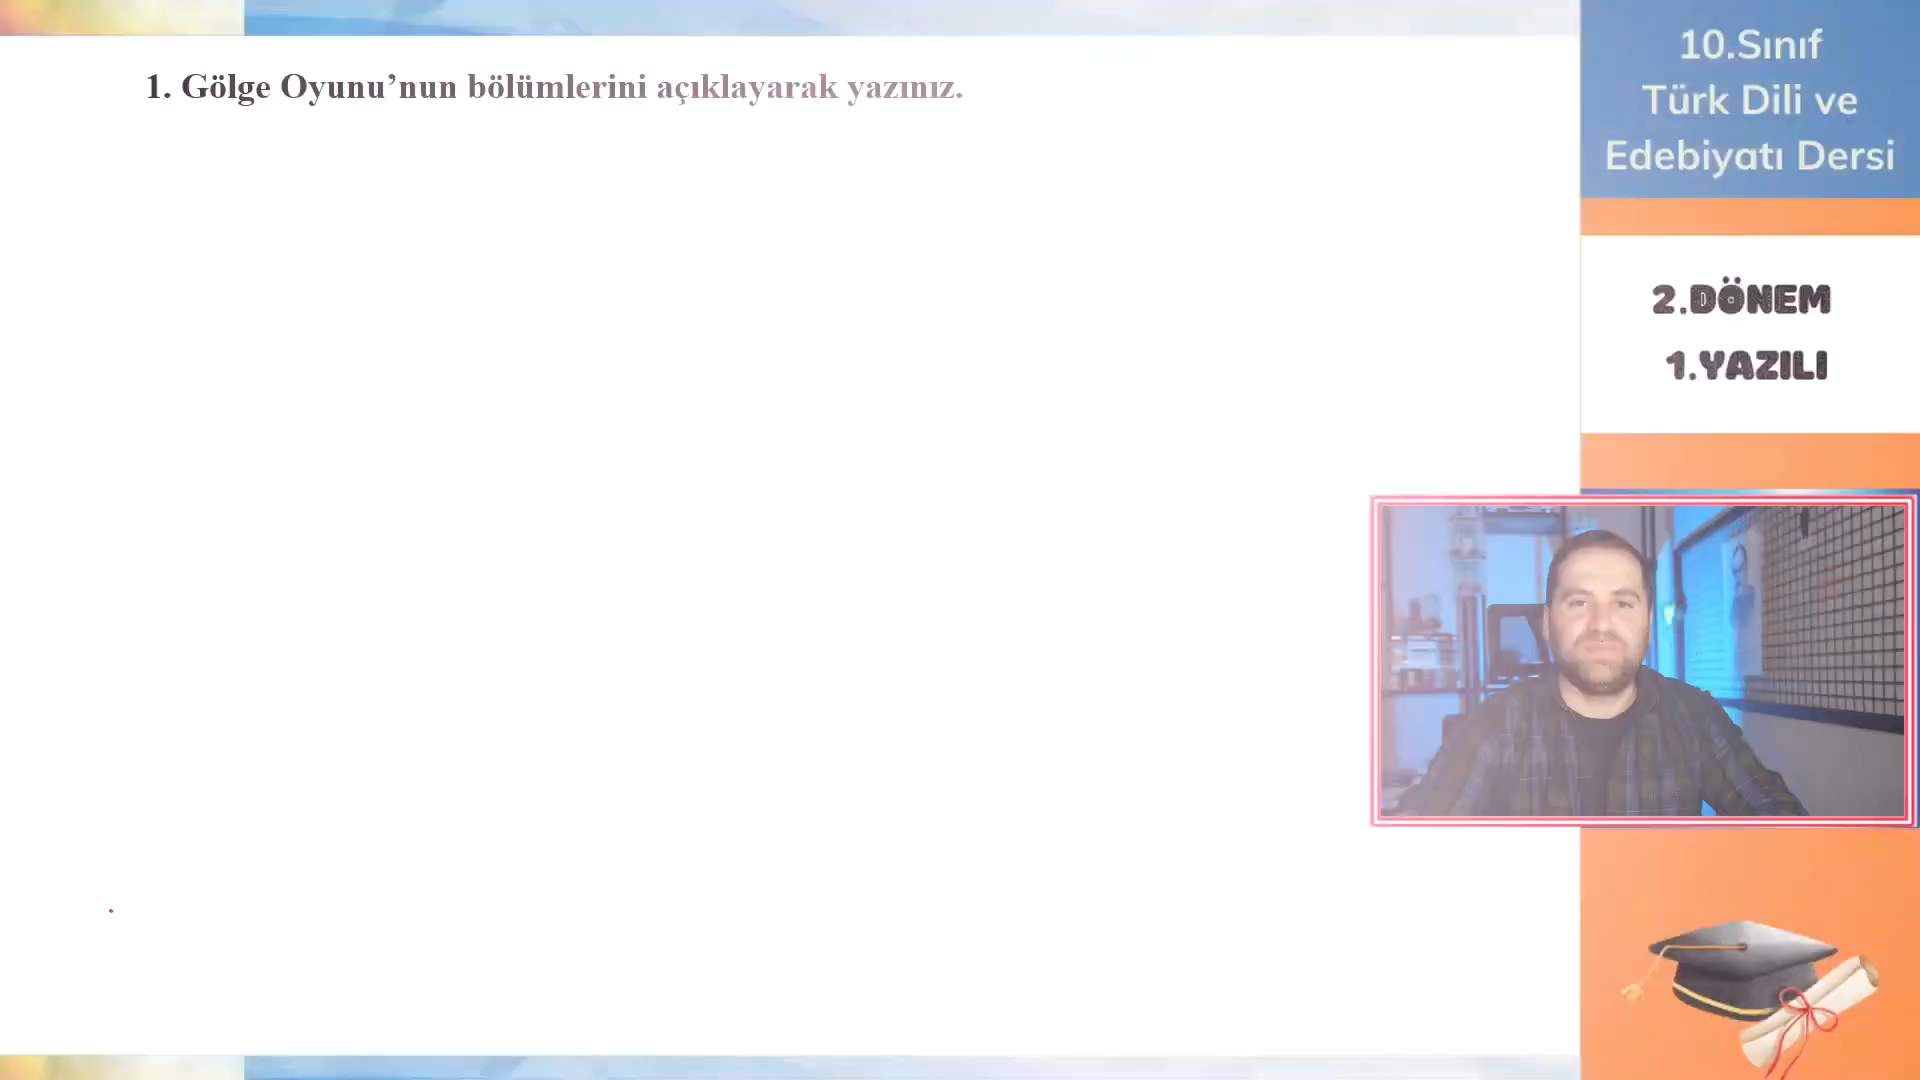 1. Gölge Oyunu’nun bölümlerini açıklayarak yazınız.
10.Sınıf
Türk Dili ve
Edebiyatı Dersi
2.DÖNEM
1.YAZILI